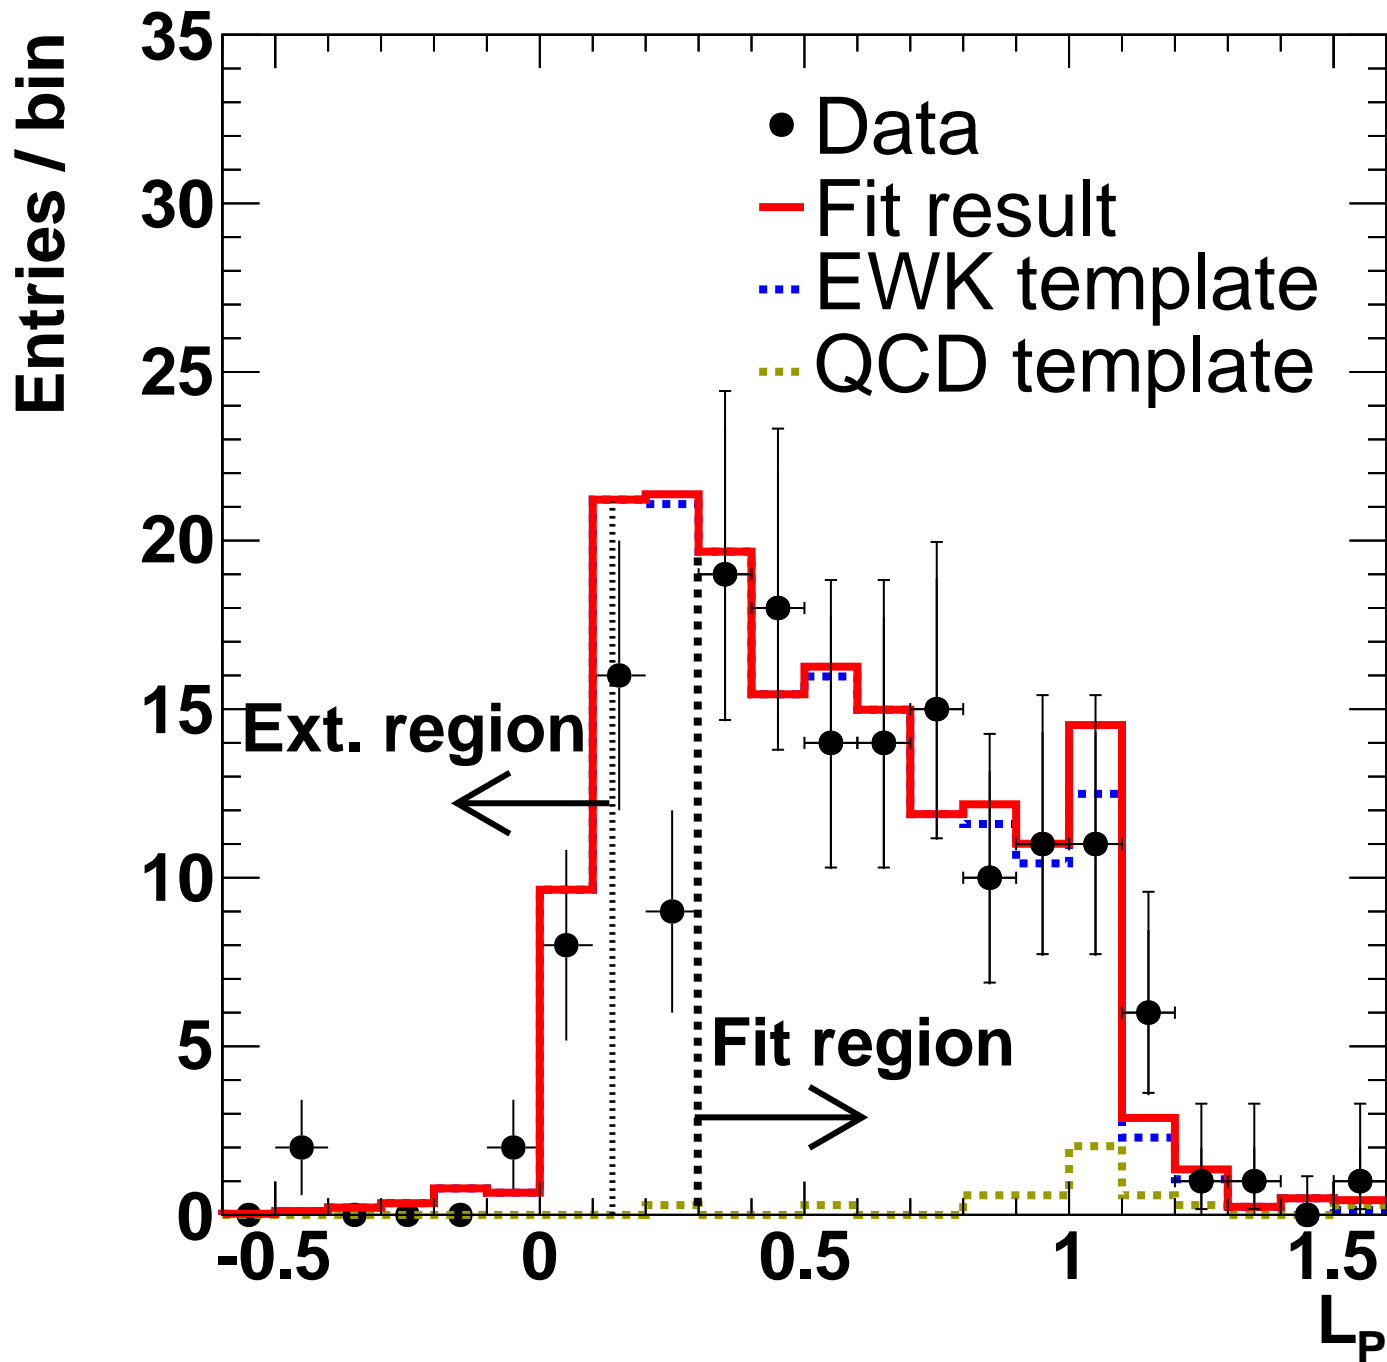 Entries / bin
35
30
25
20
15
10
5
0
Data
Fit result
EWK template
QCD template
Ext. region
Fit region
-0.5 0 0.5 1 1.5
L_P